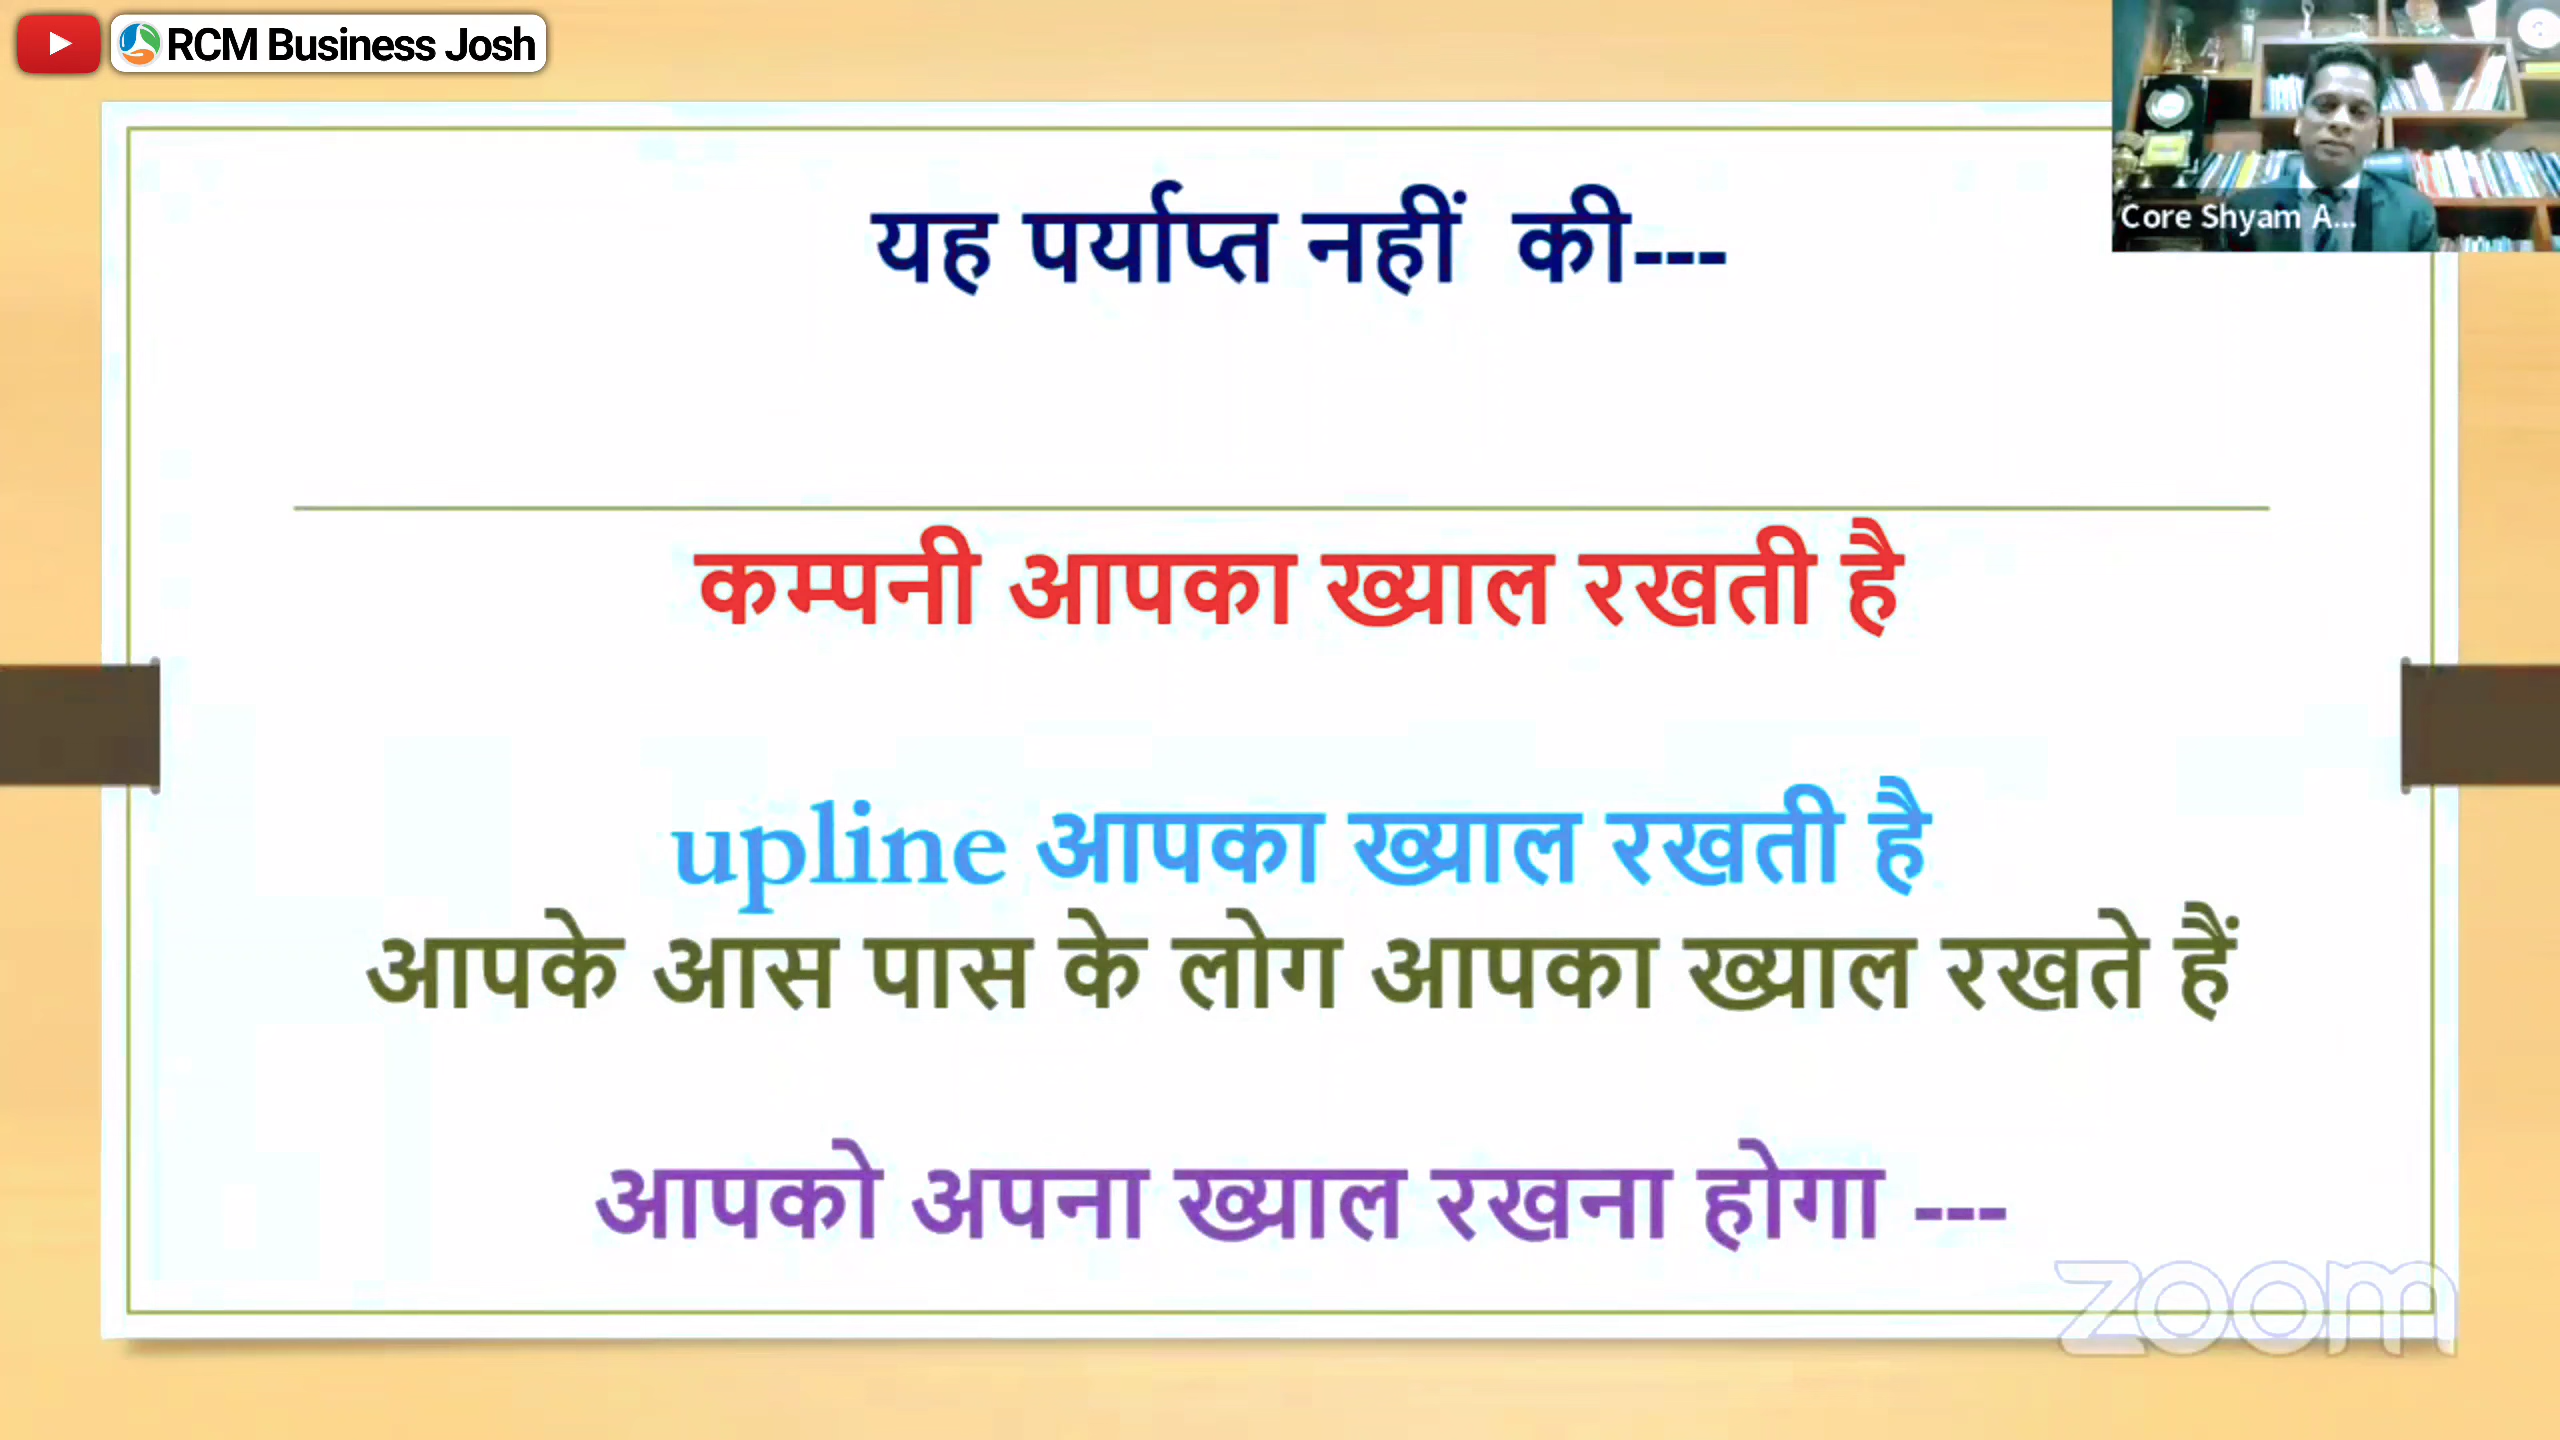 RCM Business Josh
Core Shyam A...
यह पर्याप्त नहीं की---
कम्पनी आपका ख्याल रखती है
upline आपका ख्याल रखती है
आपके आस पास के लोग आपका ख्याल रखते हैं
आपको अपना ख्याल रखना होगा ---
zoom